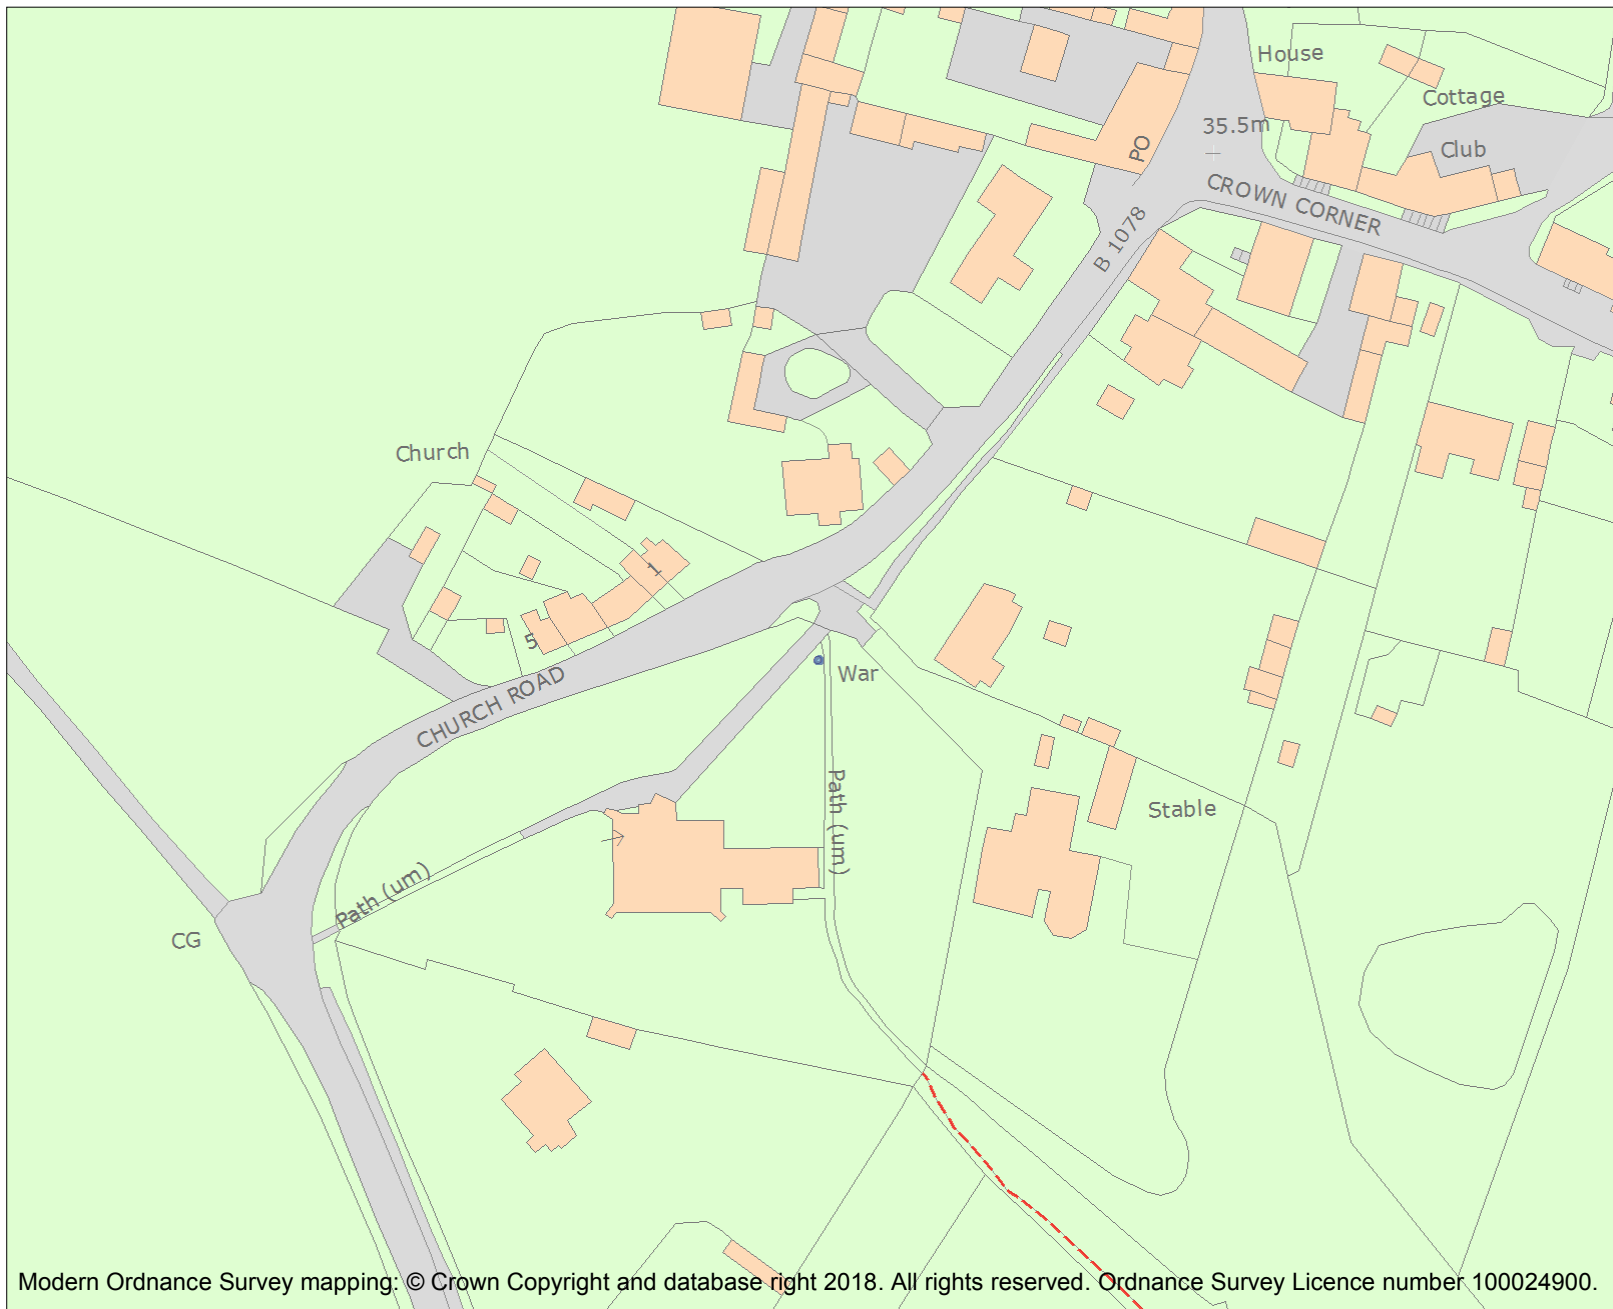 House
Cottage
35.5m
Club
PO
CROWN CORNER
B 1078
Church
1
5
War
CHURCH ROAD
Path (um)
Stable
Path (um)
CG
Modern Ordnance Survey mapping: © Crown Copyright and database right 2018. All rights reserved. Ordnance Survey Licence number 100024900.